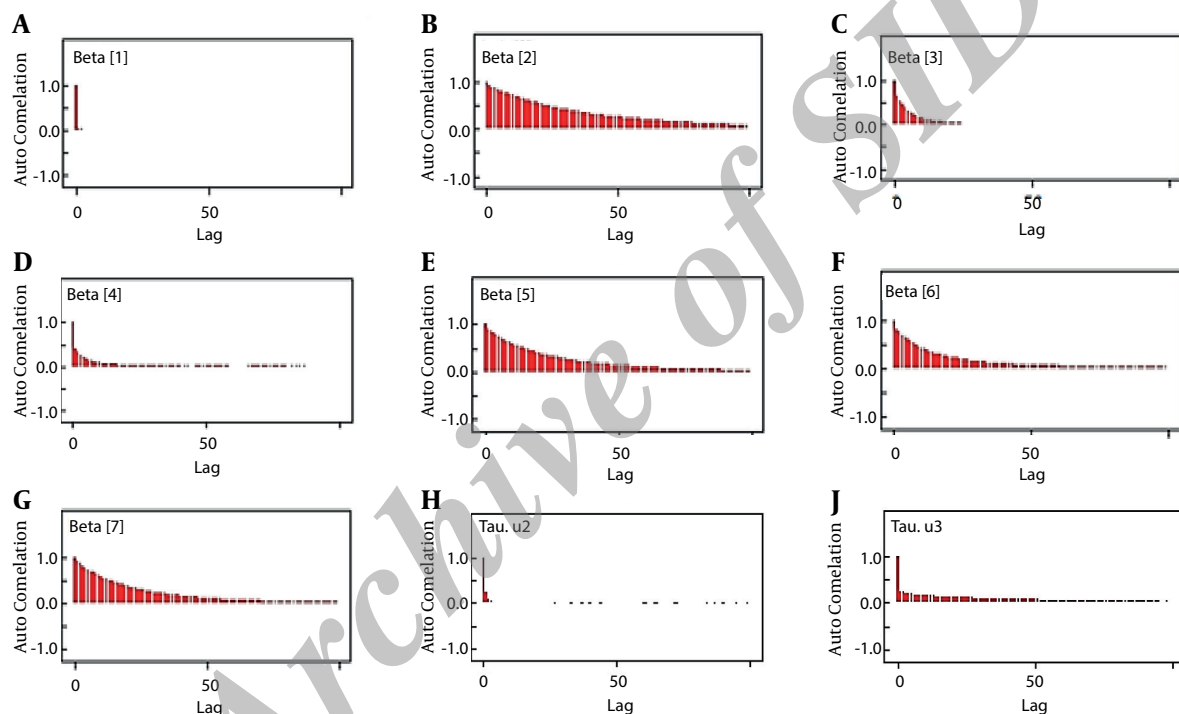 A
Beta [1]
Auto Comelation
1.0
0.0
-1.0
0
50
Lag
B
Beta [2]
Auto Comelation
1.0
0.0
-1.0
0
50
Lag
C
Beta [3]
Auto Comelation
1.0
0.0
-1.0
0
50
Lag
D
Beta [4]
Auto Comelation
1.0
0.0
-1.0
0
50
Lag
E
Beta [5]
Auto Comelation
1.0
0.0
-1.0
0
50
Lag
F
Beta [6]
Auto Comelation
1.0
0.0
-1.0
0
50
Lag
G
Beta [7]
Auto Comelation
1.0
0.0
-1.0
0
50
Lag
H
Tau. u2
Auto Comelation
1.0
0.0
-1.0
0
50
Lag
J
Tau. u3
Auto Comelation
1.0
0.0
-1.0
0
50
Lag
Archive of SID